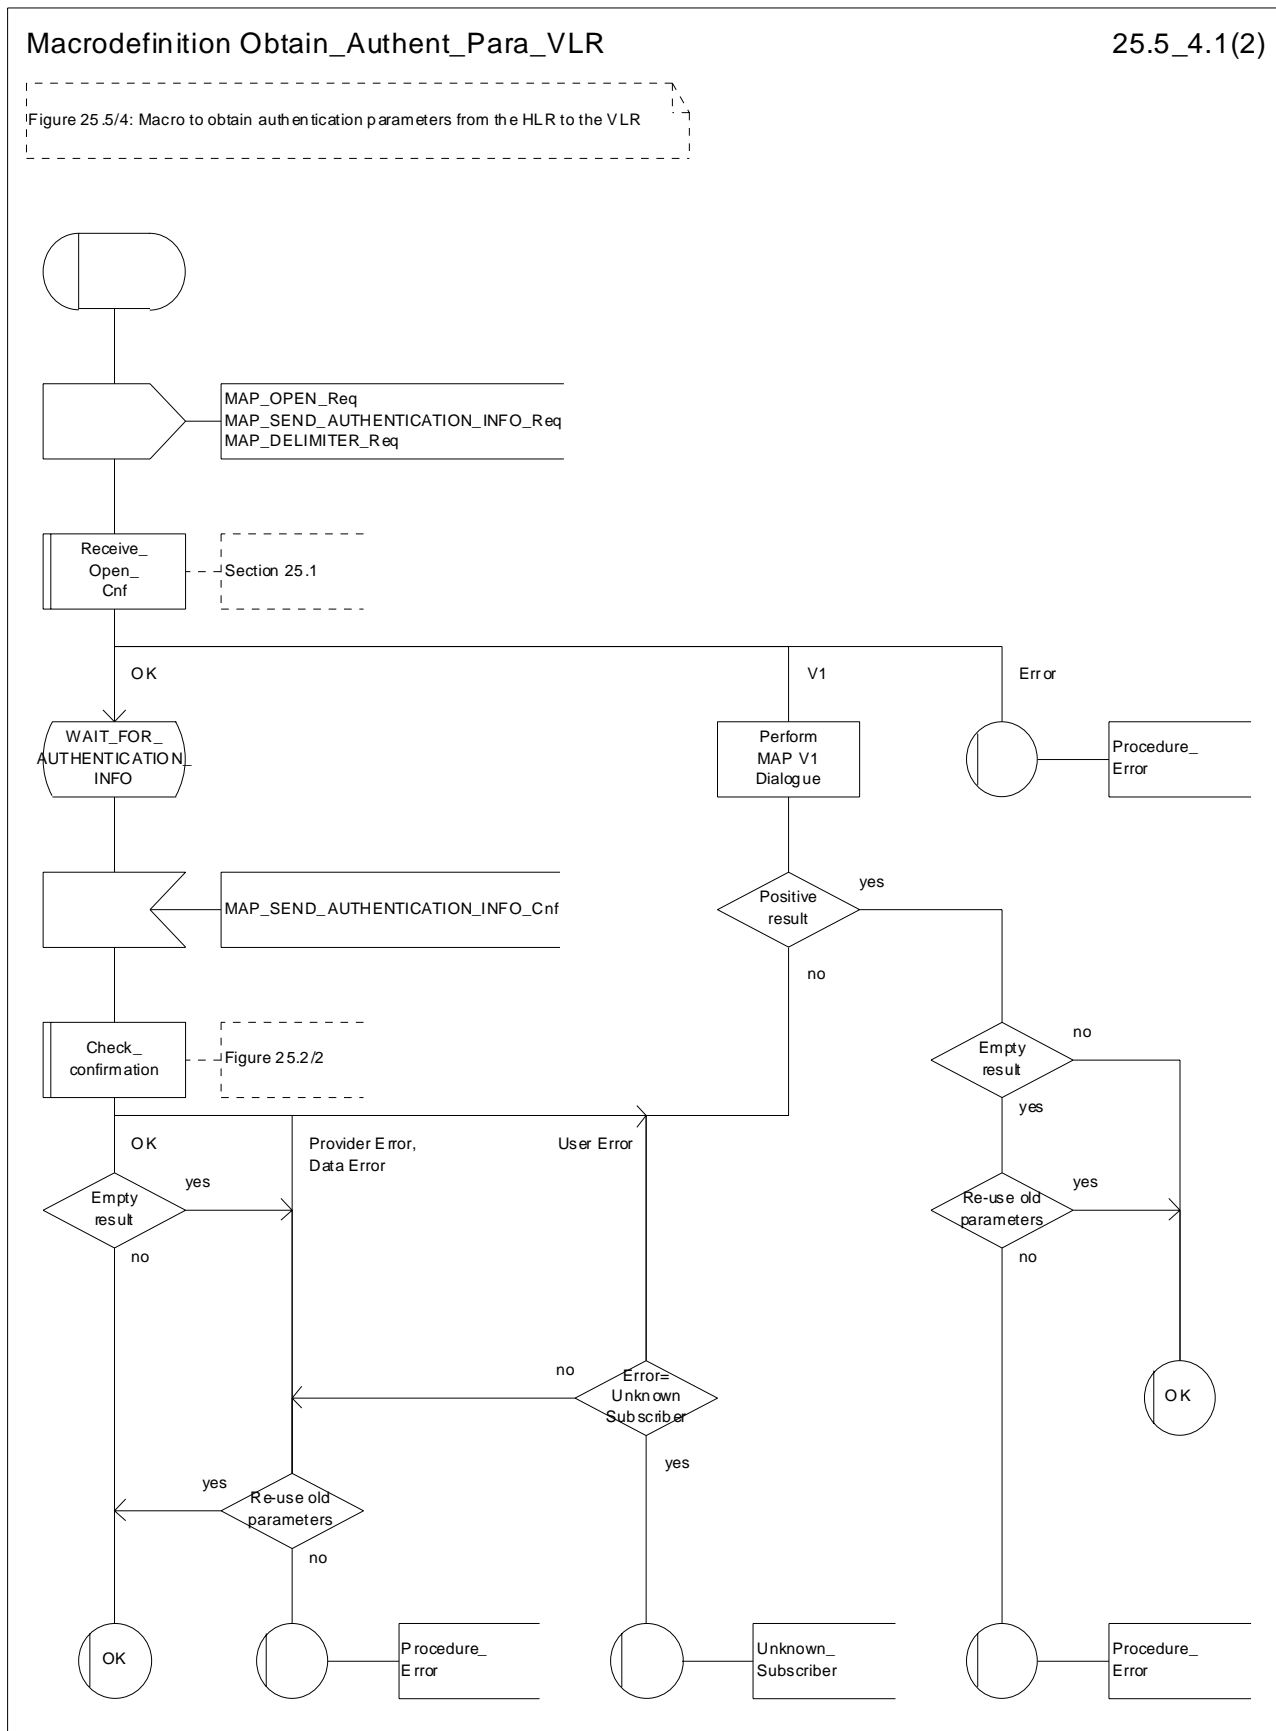 Macrodefinition Obtain_Authent_Para_VLR
25.5_4.1(2)
Figure 25.5/4: Macro to obtain authentication parameters from the HLR to the VLR
MAP_OPEN_Req
MAP_SEND_AUTHENTICATION_INFO_Req
MAP_DELIMITER_Req
Receive_
Open_
Cnf
Section 25.1
OK
V1
Error
WAIT_FOR_
AUTHENTICATION_
INFO
Perform
MAP V1
Dialogue
Procedure_
Error
MAP_SEND_AUTHENTICATION_INFO_Cnf
Positive
result
yes
no
Check_
confirmation
Figure 25.2/2
Empty
result
no
yes
OK
Provider Error,
Data Error
User Error
Empty
result
yes
no
Re-use old
parameters
yes
no
Error=
Unknown
Subscriber
no
yes
OK
Re-use old
parameters
yes
no
OK
Procedure_
Error
Unknown_
Subscriber
Procedure_
Error